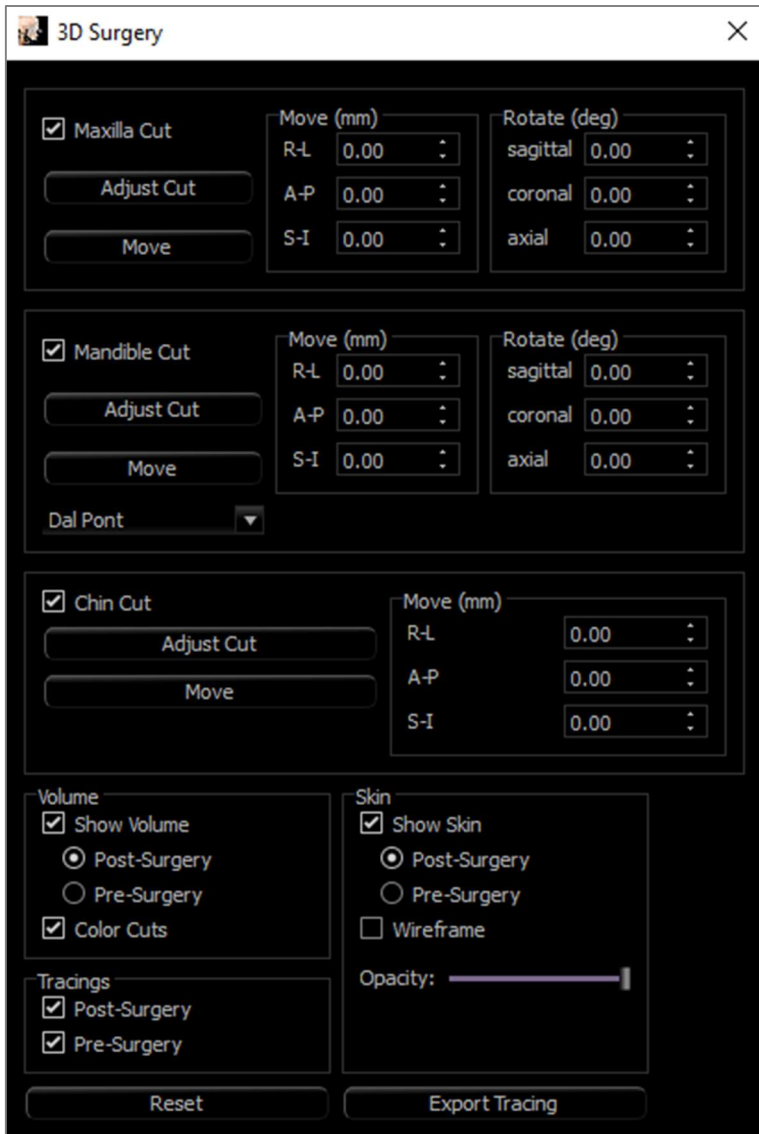 3D Surgery
Maxilla Cut
Adjust Cut
Move
Move (mm)
R-L 0.00
A-P 0.00
S-I 0.00
Rotate (deg)
sagittal 0.00
coronal 0.00
axial 0.00
Mandible Cut
Adjust Cut
Move
Dal Pont
Move (mm)
R-L 0.00
A-P 0.00
S-I 0.00
Rotate (deg)
sagittal 0.00
coronal 0.00
axial 0.00
Chin Cut
Adjust Cut
Move
Move (mm)
R-L 0.00
A-P 0.00
S-I 0.00
Volume
Show Volume
Post-Surgery
Pre-Surgery
Color Cuts
Tracings
Post-Surgery
Pre-Surgery
Skin
Show Skin
Post-Surgery
Pre-Surgery
Wireframe
Opacity:
Reset
Export Tracing